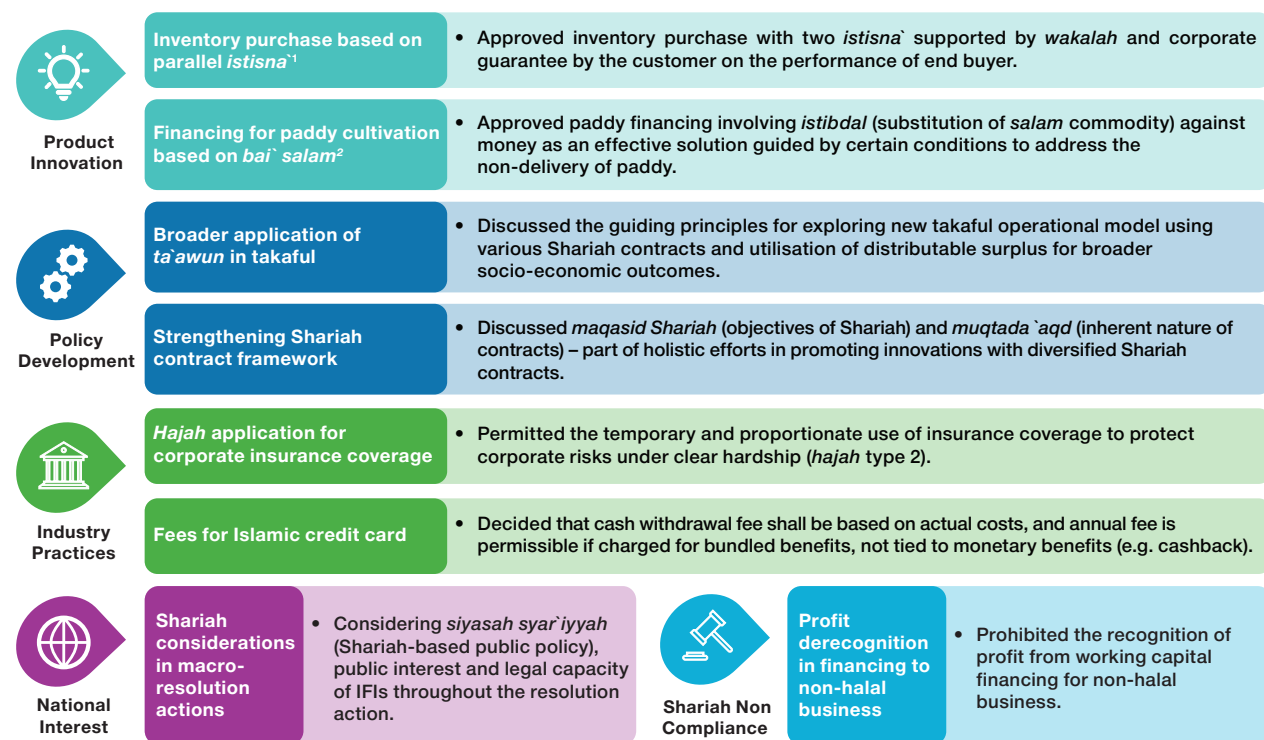 Product
Innovation
Inventory purchase based on
parallel istisna`¹
• Approved inventory purchase with two istisna` supported by wakalah and corporate
guarantee by the customer on the performance of end buyer.
Financing for paddy cultivation
based on bai` salam²
• Approved paddy financing involving istibdal (substitution of salam commodity) against
money as an effective solution guided by certain conditions to address the
non-delivery of paddy.
Policy
Development
Broader application of
ta`awun in takaful
• Discussed the guiding principles for exploring new takaful operational model using
various Shariah contracts and utilisation of distributable surplus for broader
socio-economic outcomes.
Strengthening Shariah
contract framework
• Discussed maqasid Shariah (objectives of Shariah) and muqtada `aqd (inherent nature of
contracts) – part of holistic efforts in promoting innovations with diversified Shariah
contracts.
Industry
Practices
Hajah application for
corporate insurance coverage
• Permitted the temporary and proportionate use of insurance coverage to protect
corporate risks under clear hardship (hajah type 2).
Fees for Islamic credit card
• Decided that cash withdrawal fee shall be based on actual costs, and annual fee is
permissible if charged for bundled benefits, not tied to monetary benefits (e.g. cashback).
National
Interest
Shariah
considerations
in macro-
resolution
actions
• Considering siyasah syar`iyyah
(Shariah-based public policy),
public interest and legal capacity
of IFIs throughout the resolution
action.
Shariah Non
Compliance
Profit
derecognition
in financing to
non-halal
business
• Prohibited the recognition of
profit from working capital
financing for non-halal
business.